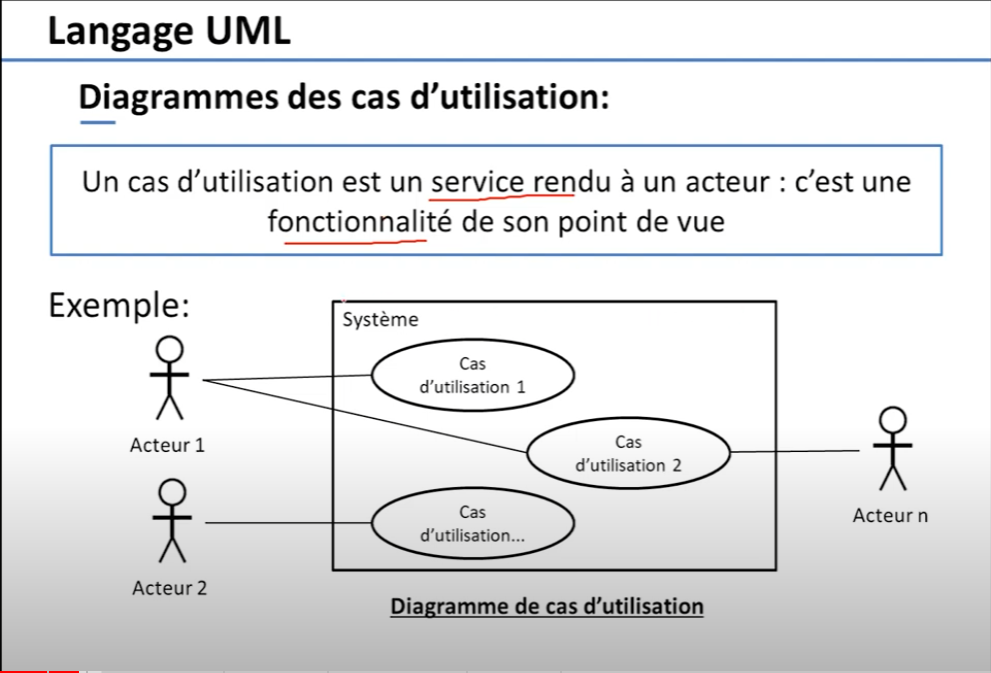 Langage UML
Diagrammes des cas d’utilisation:
Un cas d’utilisation est un service rendu à un acteur : c’est une
fonctionnalité de son point de vue
Exemple:
Système
Cas
d’utilisation 1
Acteur 1
Cas
d’utilisation 2
Acteur n
Cas
d’utilisation...
Acteur 2
Diagramme de cas d’utilisation